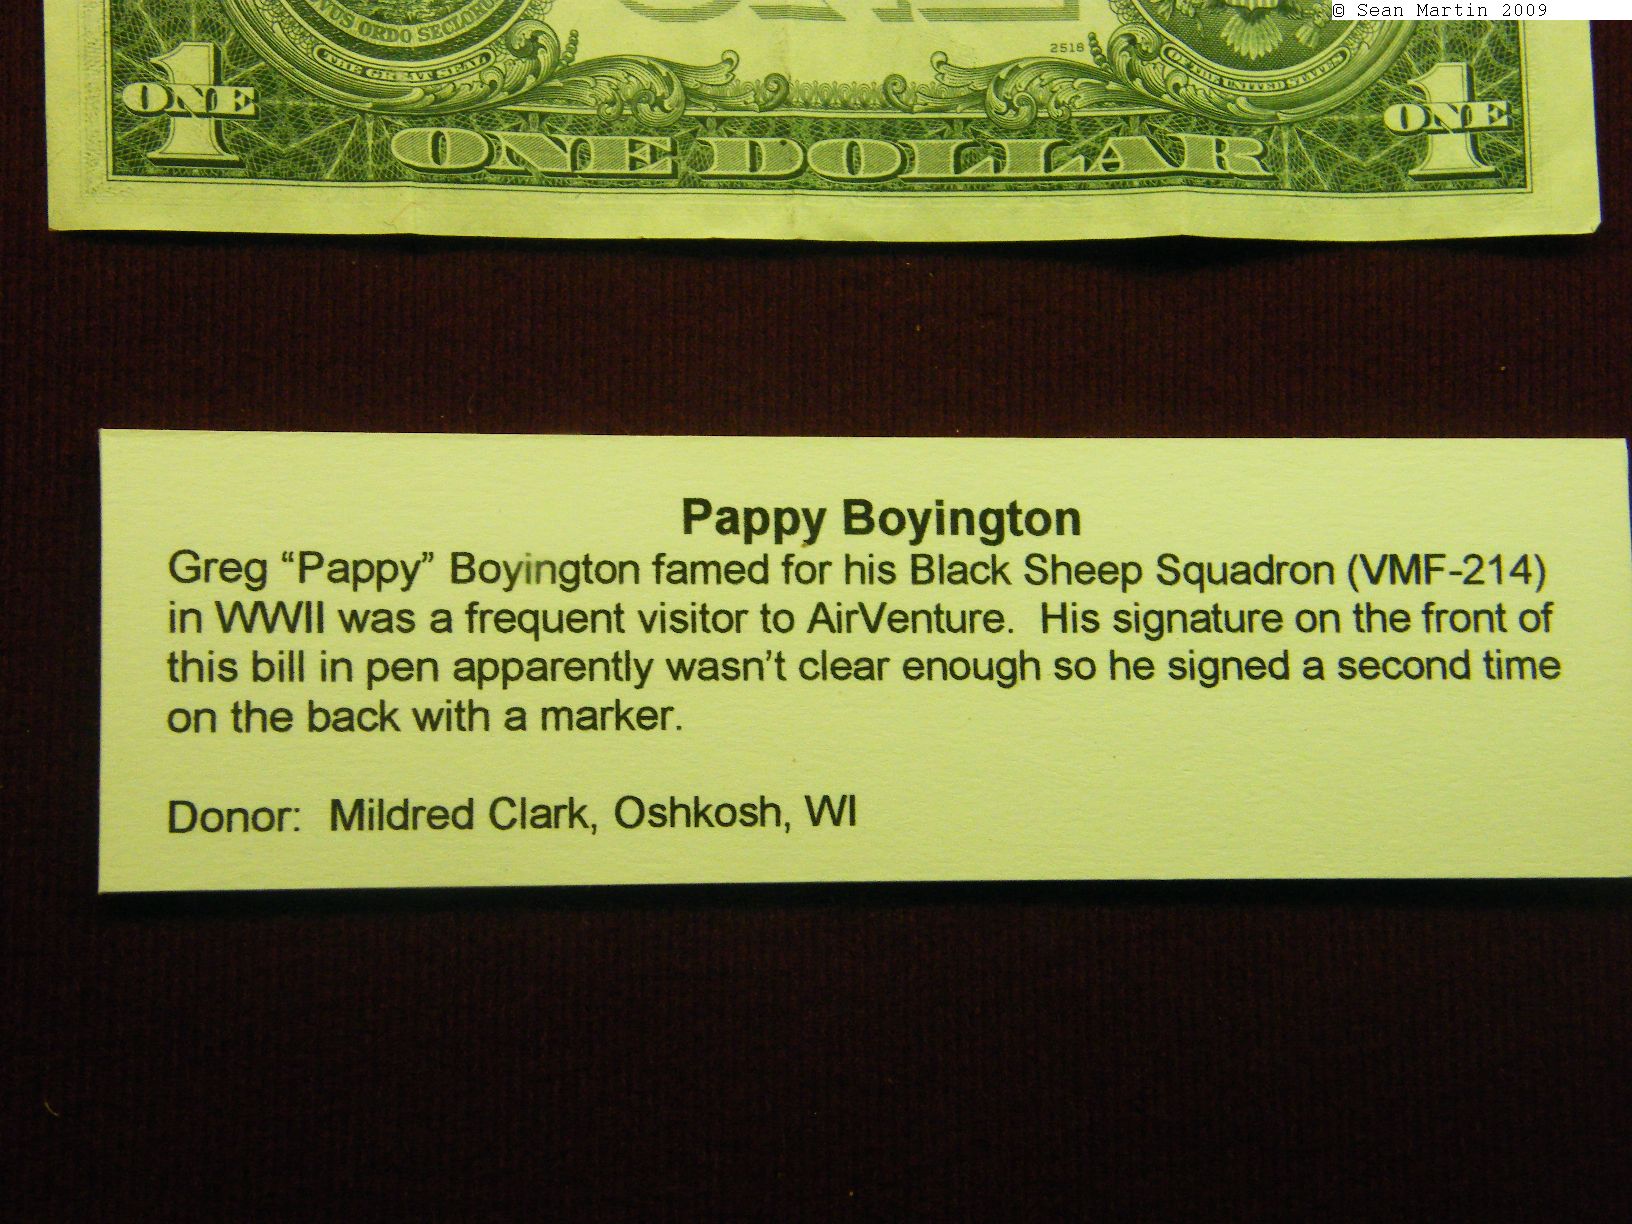 © Sean Martin 2009
NOVUS ORDO SECLORUM
THE GREAT SEAL
2518
OF THE UNITED STATES
1
ONE
1
ONE
ONE DOLLAR
Pappy Boyington
Greg “Pappy” Boyington famed for his Black Sheep Squadron (VMF-214)
in WWII was a frequent visitor to AirVenture.  His signature on the front of
this bill in pen apparently wasn’t clear enough so he signed a second time
on the back with a marker.
Donor:  Mildred Clark, Oshkosh, WI